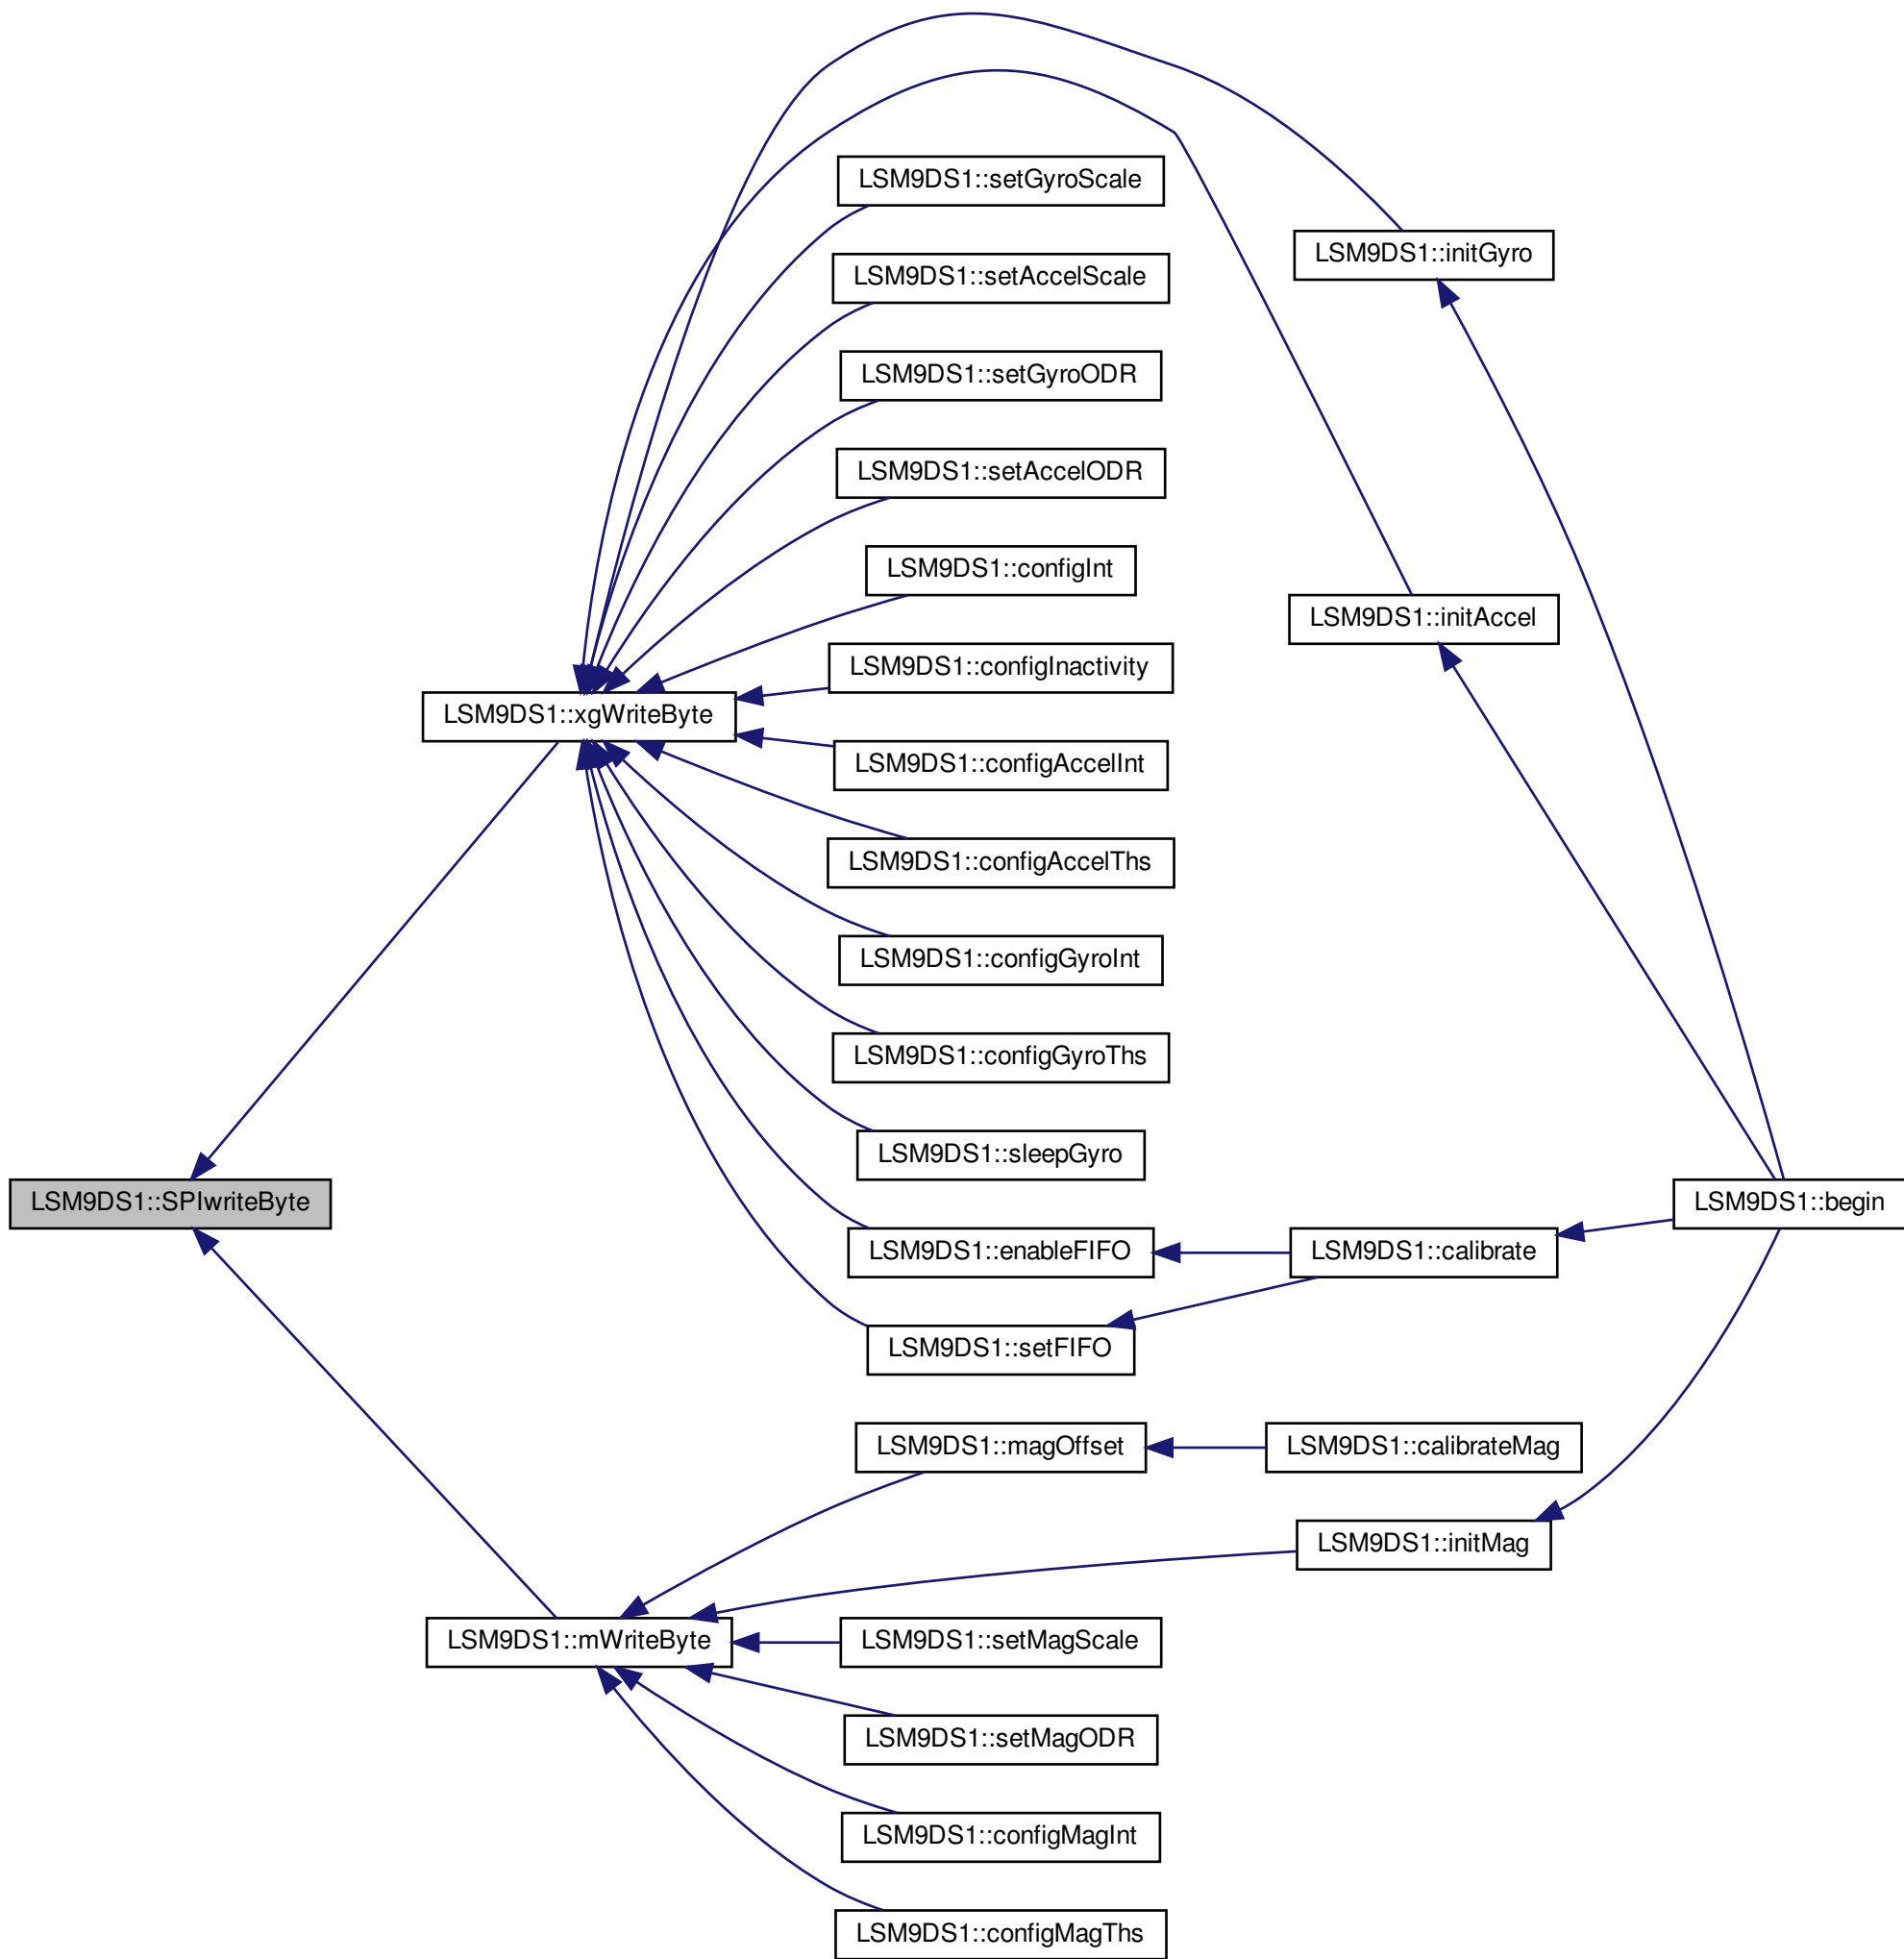 LSM9DS1::setGyroScale
LSM9DS1::initGyro
LSM9DS1::setAccelScale
LSM9DS1::setGyroODR
LSM9DS1::setAccelODR
LSM9DS1::configInt
LSM9DS1::initAccel
LSM9DS1::configInactivity
LSM9DS1::xgWriteByte
LSM9DS1::configAccelInt
LSM9DS1::configAccelThs
LSM9DS1::configGyroInt
LSM9DS1::configGyroThs
LSM9DS1::sleepGyro
LSM9DS1::SPIwriteByte
LSM9DS1::begin
LSM9DS1::enableFIFO
LSM9DS1::calibrate
LSM9DS1::setFIFO
LSM9DS1::magOffset
LSM9DS1::calibrateMag
LSM9DS1::initMag
LSM9DS1::mWriteByte
LSM9DS1::setMagScale
LSM9DS1::setMagODR
LSM9DS1::configMagInt
LSM9DS1::configMagThs